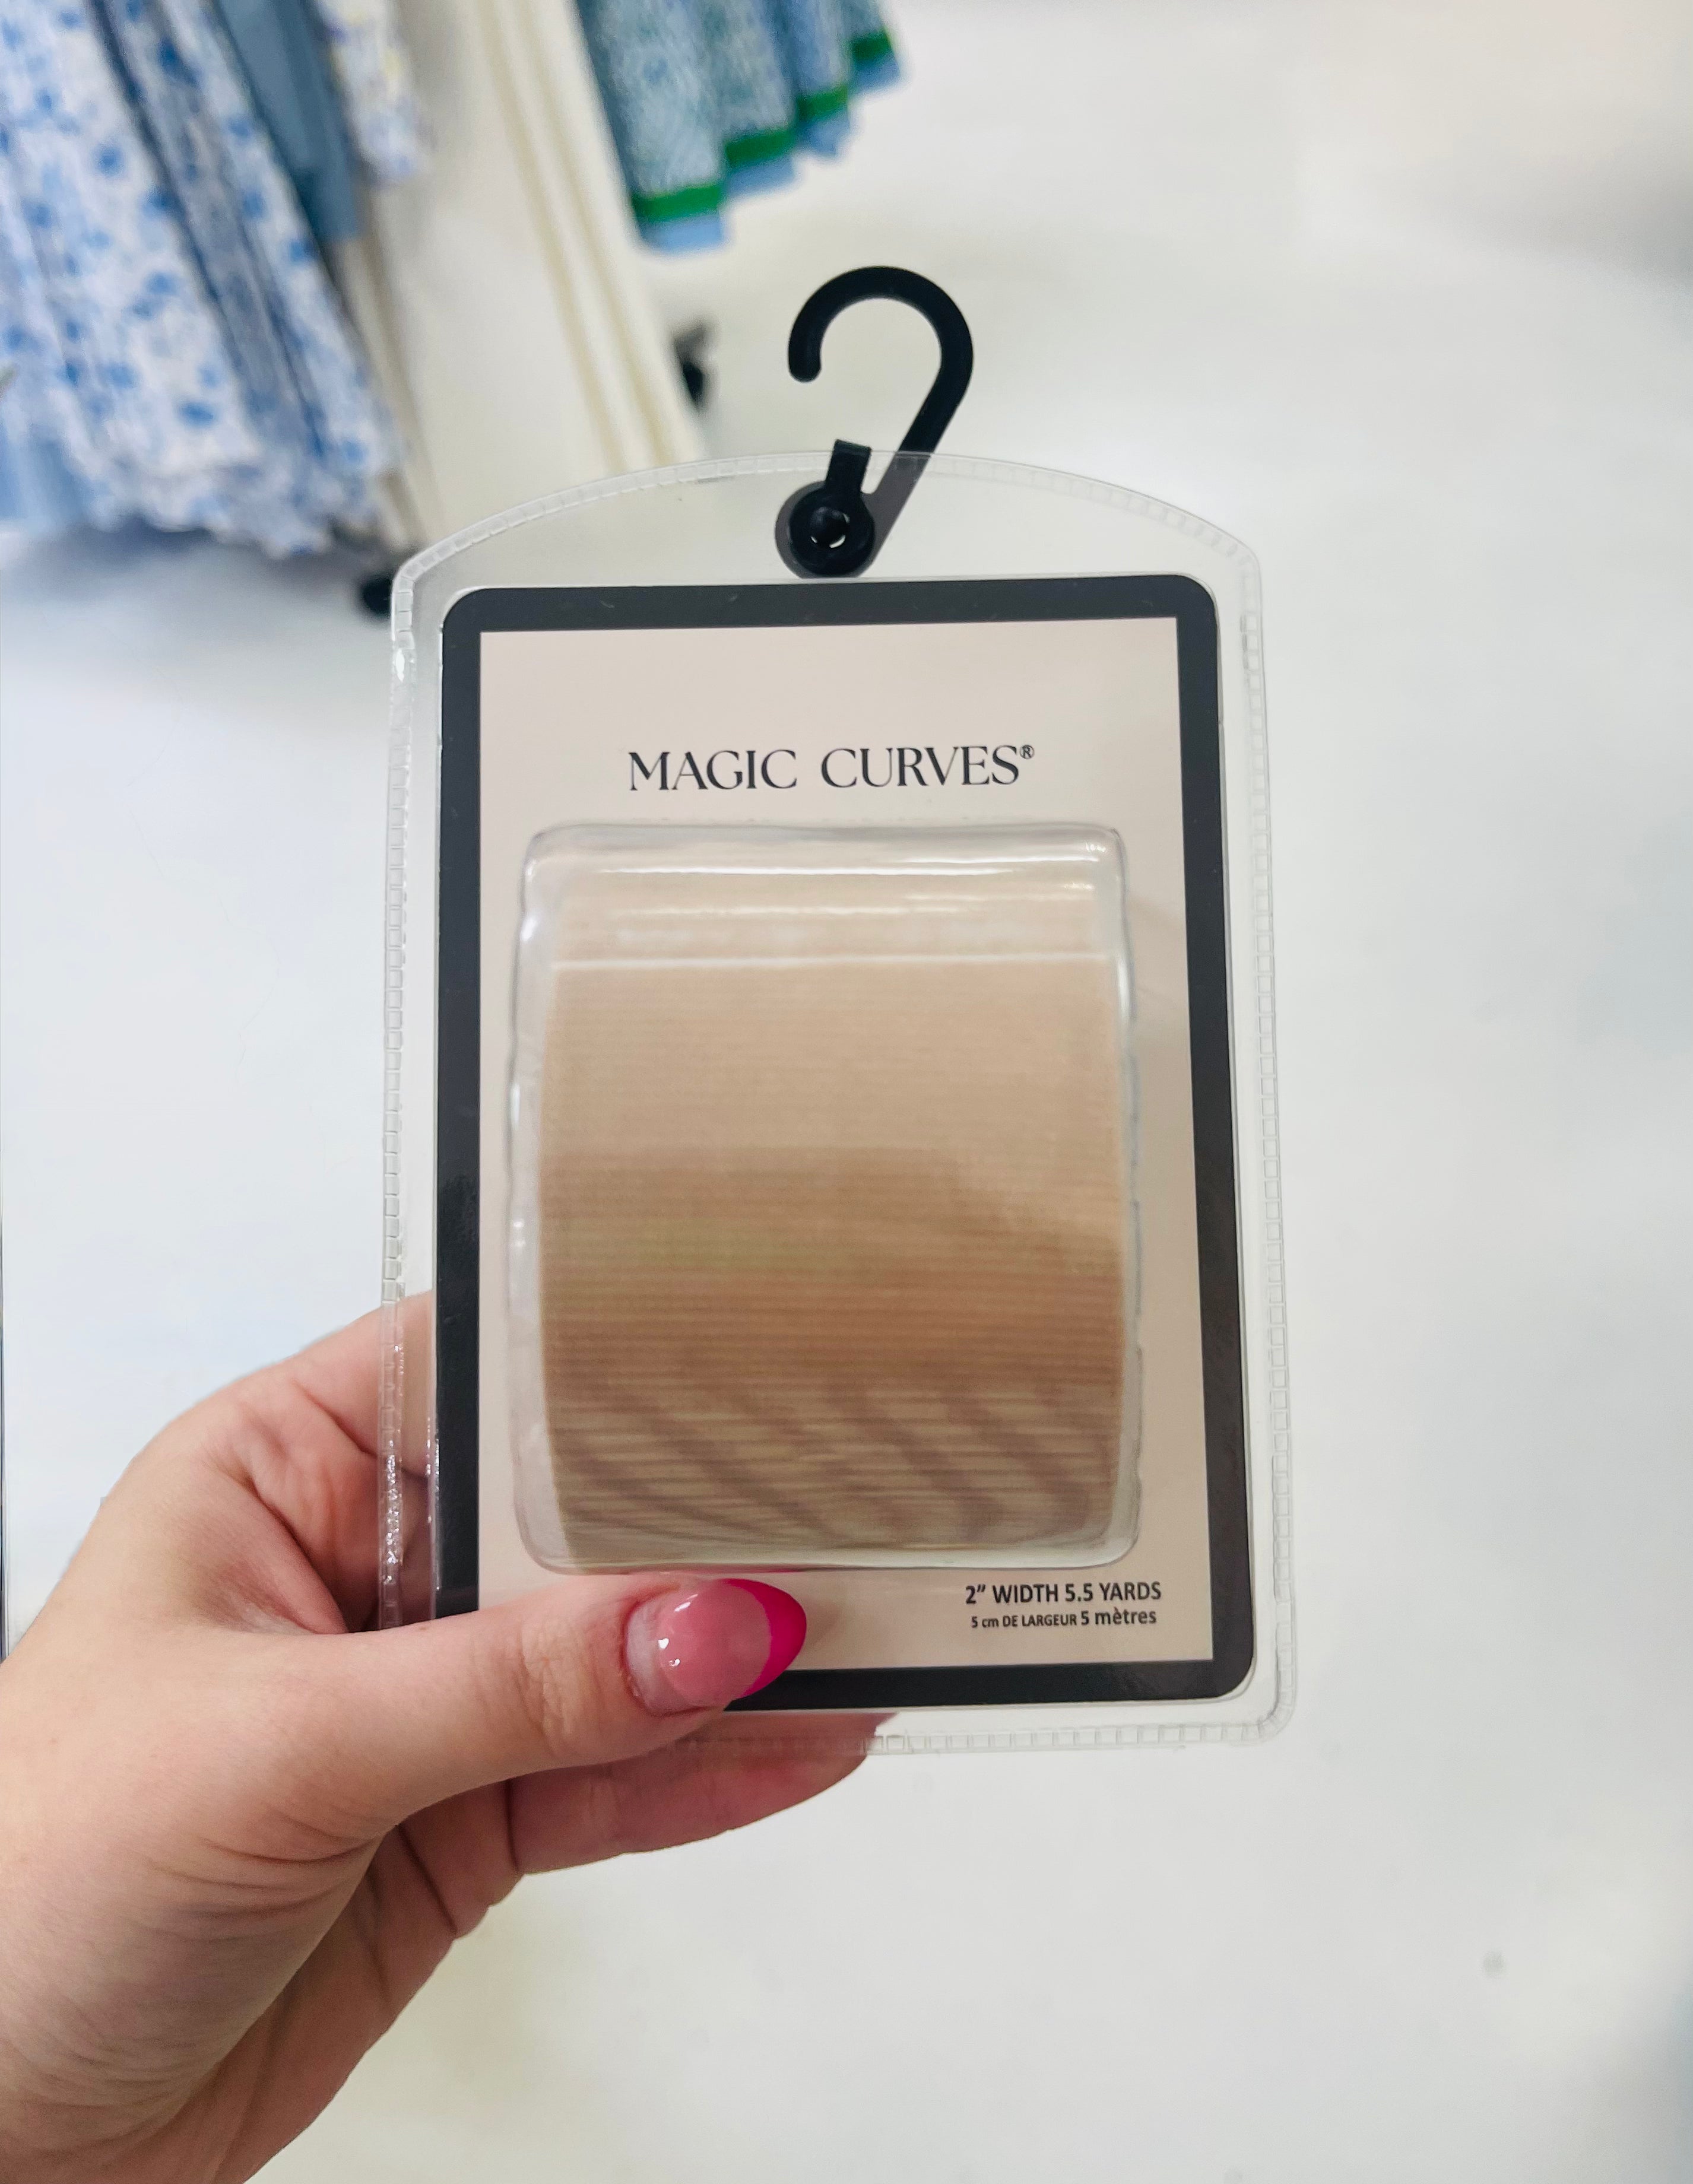 MAGIC CURVES®
2” WIDTH 5.5 YARDS
5 cm DE LARGEUR 5 mètres